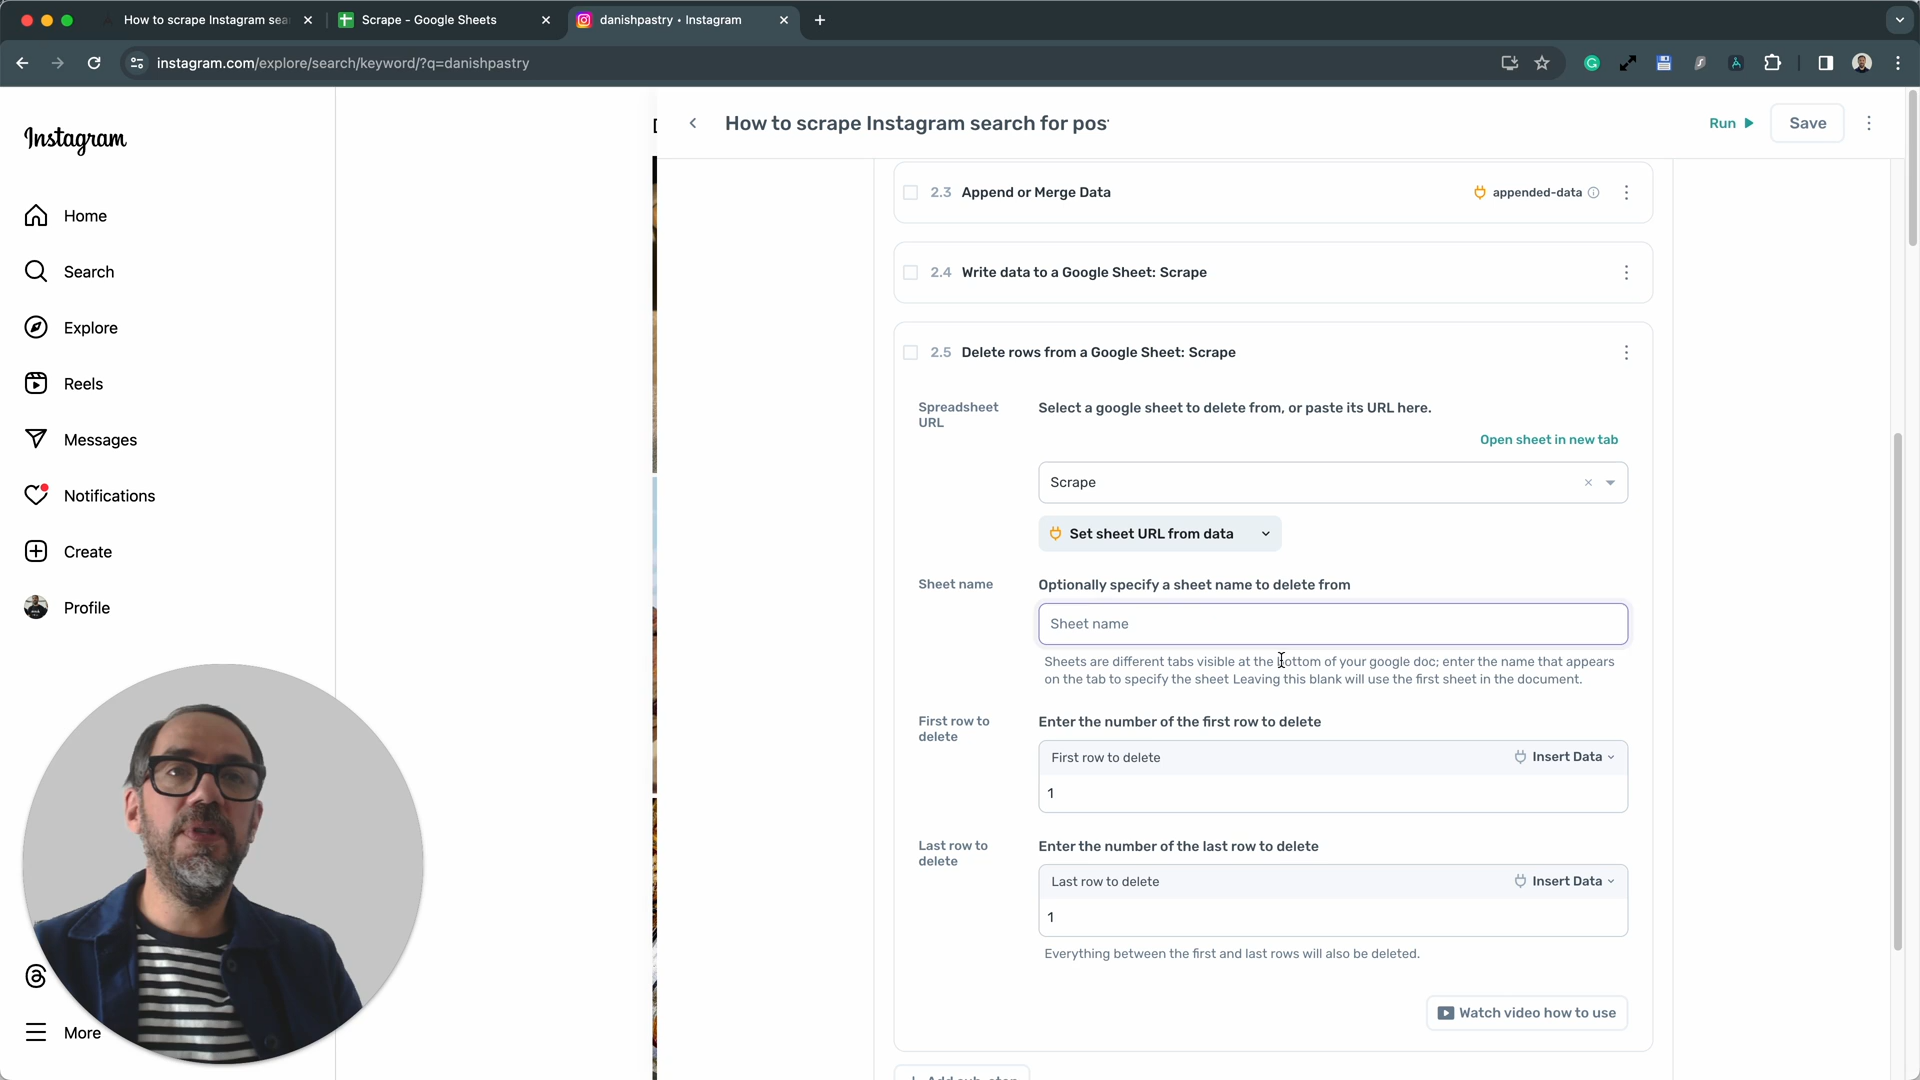 How to scrape Instagram sea
Scrape - Google Sheets
danishpastry • Instagram
instagram.com/explore/search/keyword/?q=danishpastry
Instagram
Home
Search
Explore
Reels
Messages
Notifications
Create
Profile
More
How to scrape Instagram search for pos
Run
Save
2.3 Append or Merge Data
appended-data
2.4 Write data to a Google Sheet: Scrape
2.5 Delete rows from a Google Sheet: Scrape
Spreadsheet
URL
Select a google sheet to delete from, or paste its URL here.
Open sheet in new tab
Scrape
Set sheet URL from data
Sheet name
Optionally specify a sheet name to delete from
Sheet name
Sheets are different tabs visible at the bottom of your google doc; enter the name that appears
on the tab to specify the sheet Leaving this blank will use the first sheet in the document.
First row to
delete
Enter the number of the first row to delete
First row to delete
Insert Data
1
Last row to
delete
Enter the number of the last row to delete
Last row to delete
Insert Data
1
Everything between the first and last rows will also be deleted.
Watch video how to use
+ Add sub-step